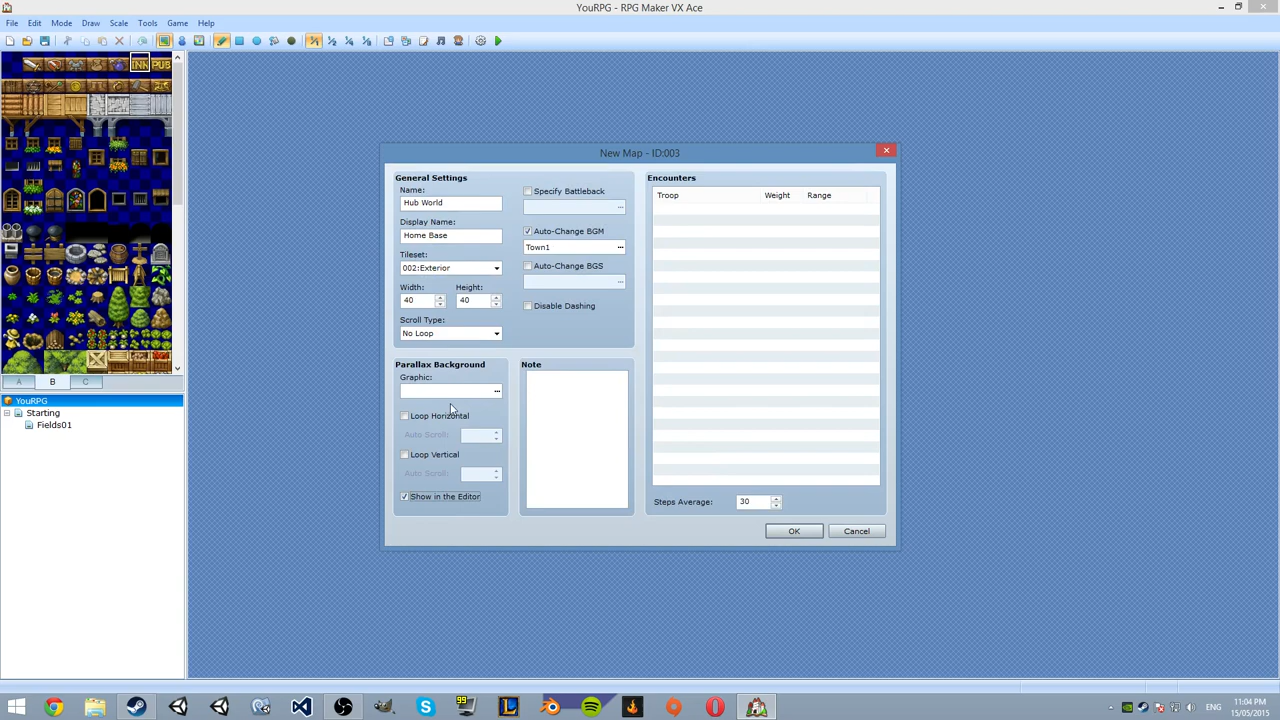 YouRPG - RPG Maker VX Ace
File Edit Mode Draw Scale Tools Game Help
INN PUB
A B C
YouRPG
Starting
Fields01
New Map - ID:003
General Settings
Name:
Hub World
Display Name:
Home Base
Tileset:
002:Exterior
Width: Height:
40 40
Scroll Type:
No Loop
Specify Battleback
Auto-Change BGM
Town1
Auto-Change BGS
Disable Dashing
Parallax Background
Graphic:
Loop Horizontal
Auto Scroll:
Loop Vertical
Auto Scroll:
Show in the Editor
Note
Encounters
Troop Weight Range
Steps Average: 30
OK Cancel
99
ENG
11:04 PM
15/05/2015